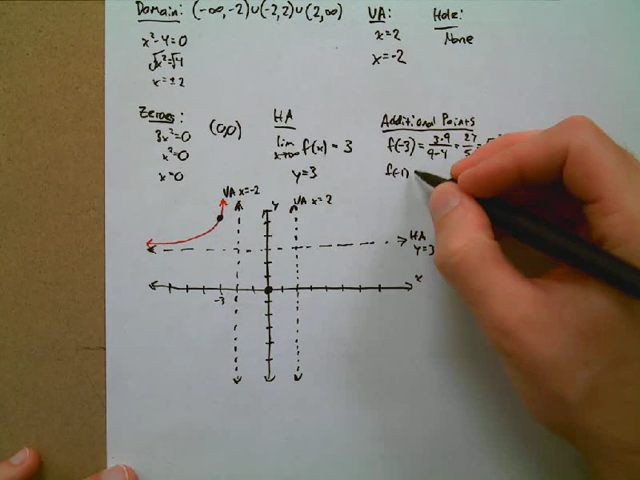 Domain: (-∞,-2)∪(-2,2)∪(2,∞)
x²-4=0
√x²=√4
x=±2
VA:
x=2
x=-2
Hole:
None
Zeroes:
3x²=0
x²=0
x=0
(0,0)
HA
lim f(x) = 3
x→∞
y=3
Additional Points
f(-3) = 3·9/9-4 = 27/5
f(-1)
VA x=-2
y
VA x=2
HA
y=3
x
-3